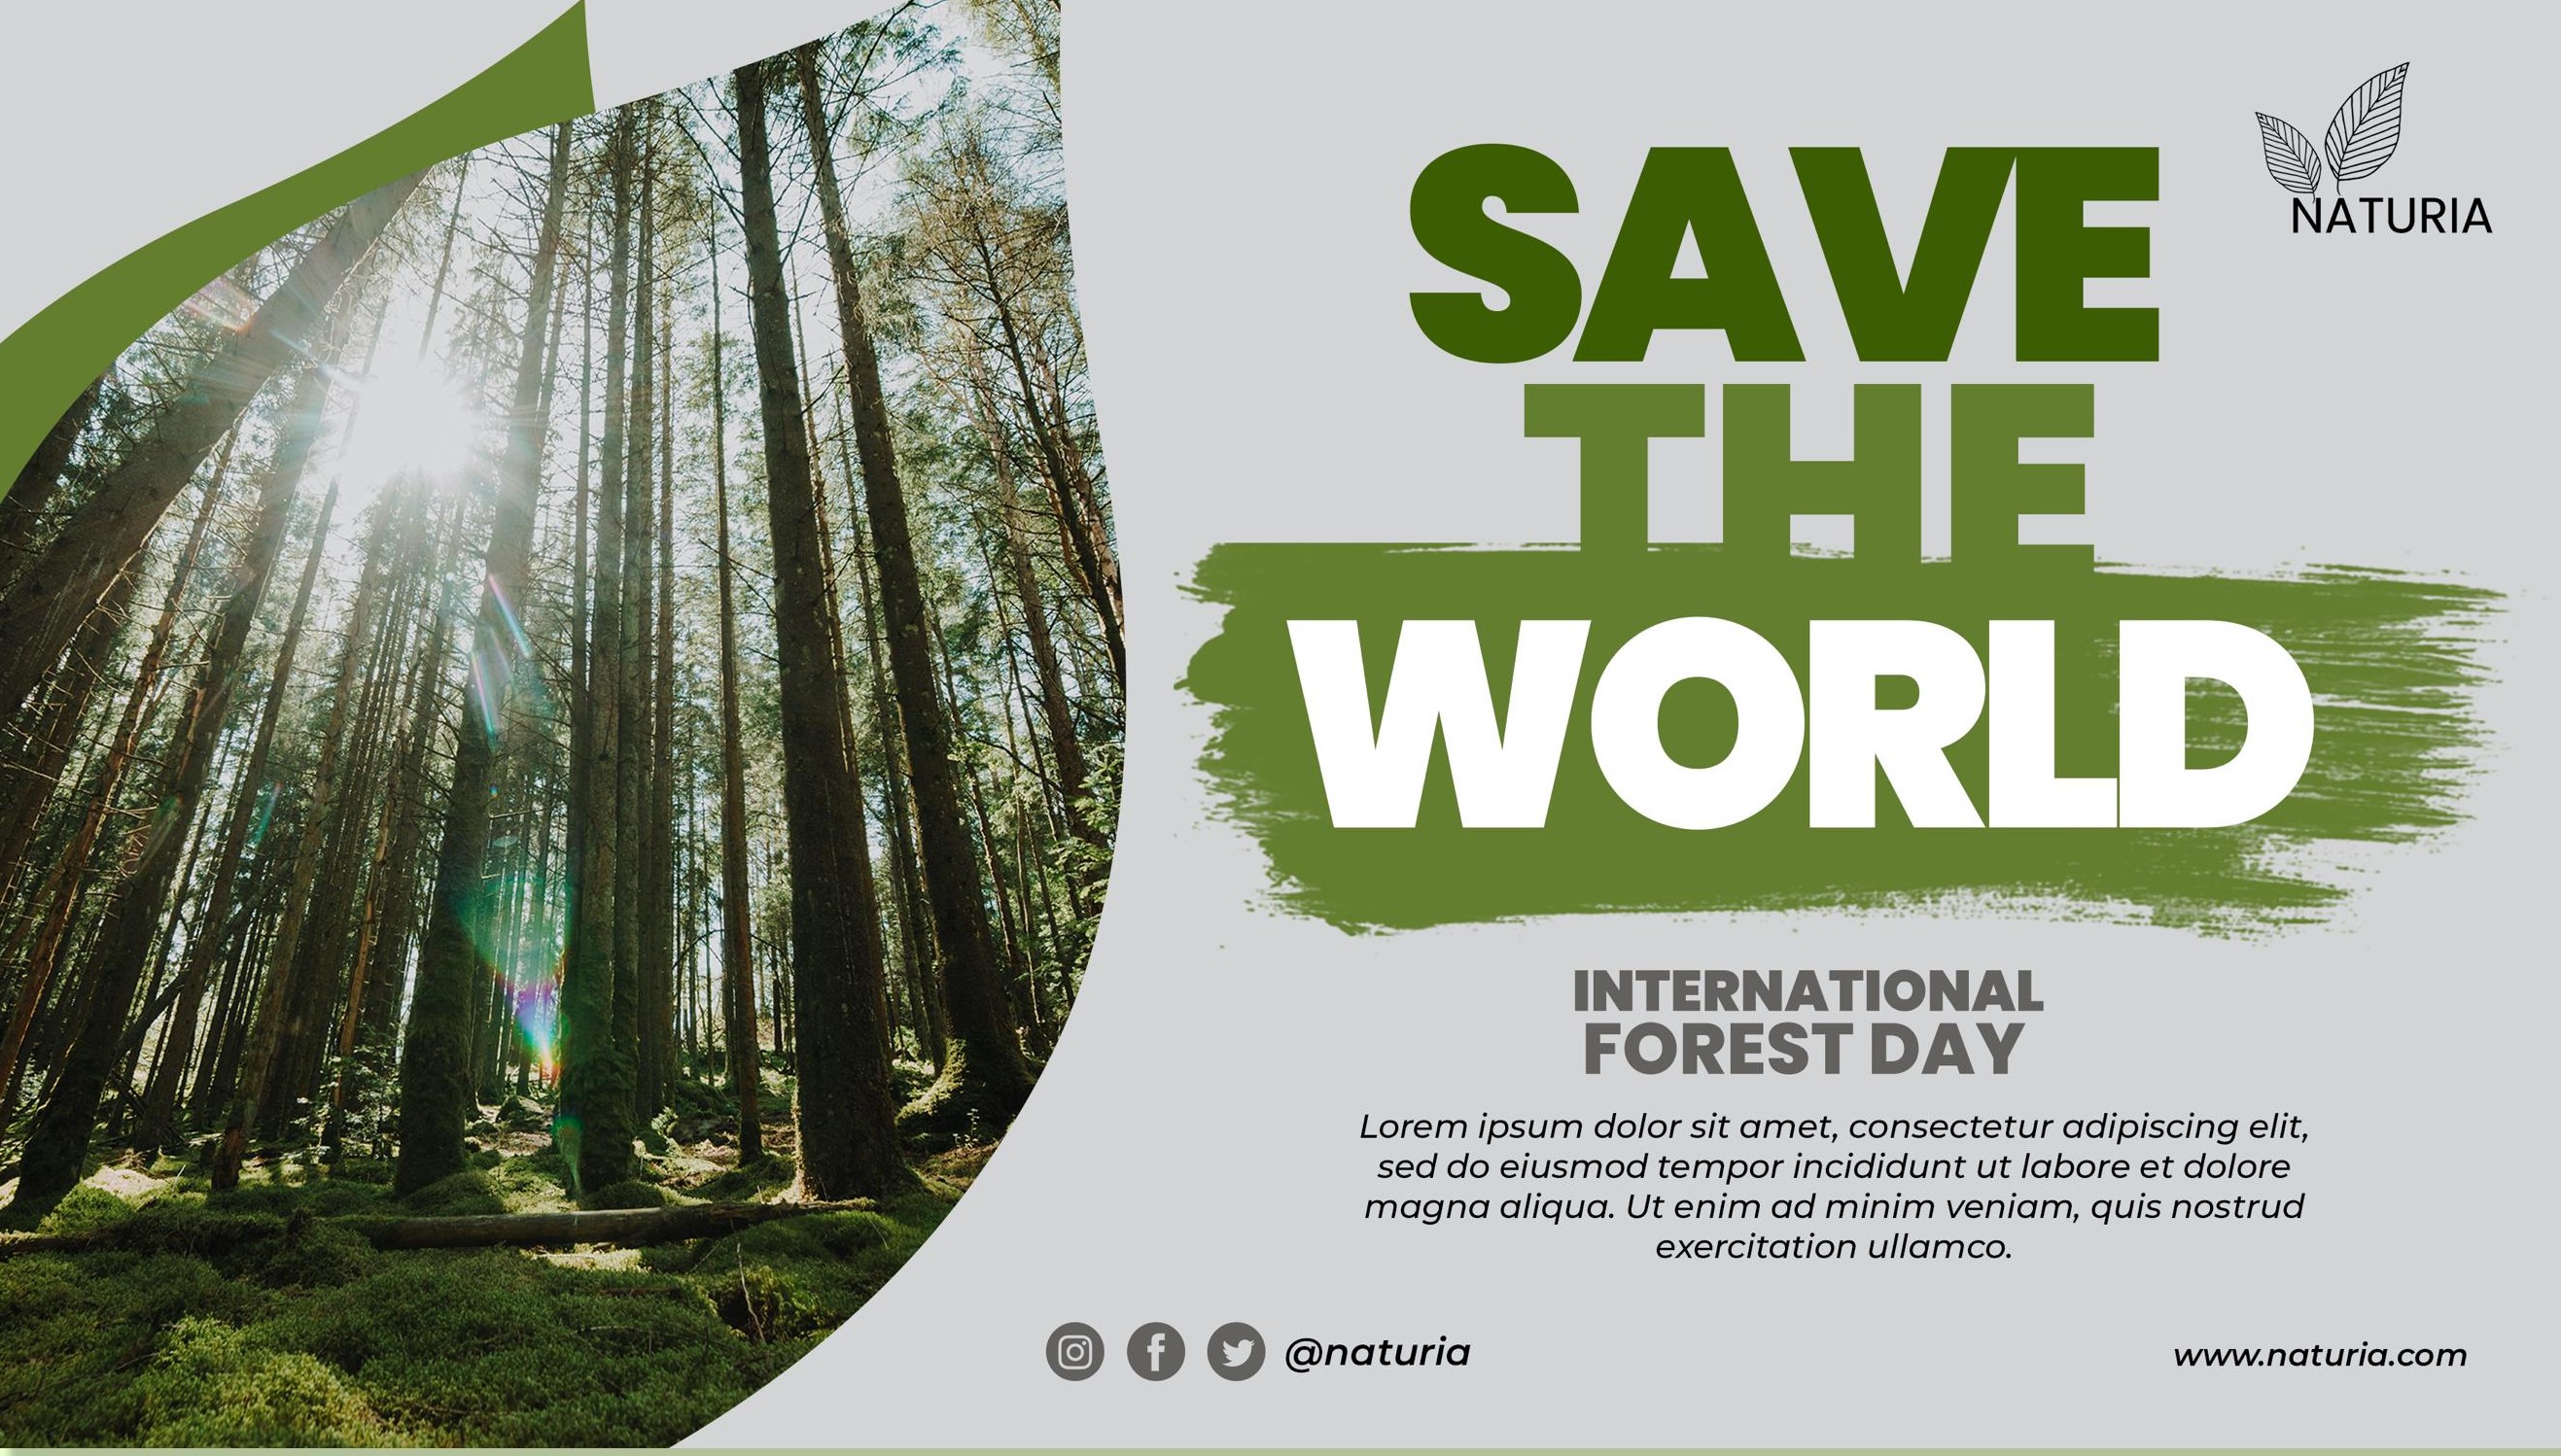 NATURIA
SAVE
THE
WORLD
INTERNATIONAL
FOREST DAY
Lorem ipsum dolor sit amet, consectetur adipiscing elit,
sed do eiusmod tempor incididunt ut labore et dolore
magna aliqua. Ut enim ad minim veniam, quis nostrud
exercitation ullamco.
@naturia
www.naturia.com